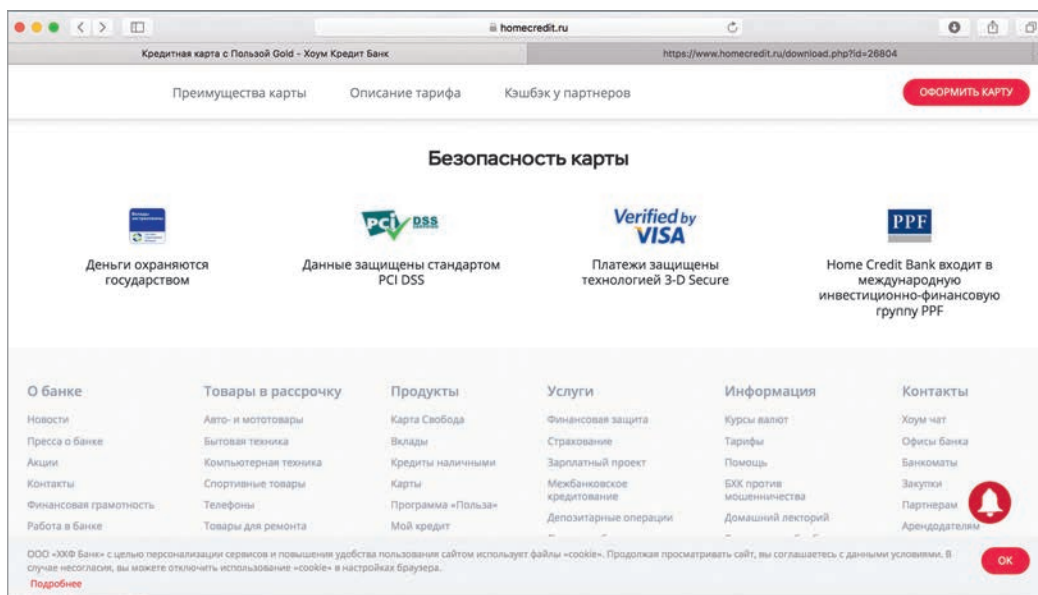 homecredit.ru
Кредитная карта с Пользой Gold - Хоум Кредит Банк
https://www.homecredit.ru/download.php?id=26804
Преимущества карты
Описание тарифа
Кэшбэк у партнеров
ОФОРМИТЬ КАРТУ
Безопасность карты
PCI DSS
Verified by
VISA
PPF
Деньги охраняются
государством
Данные защищены стандартом
PCI DSS
Платежи защищены
технологией 3-D Secure
Home Credit Bank входит в
международную
инвестиционно-финансовую
группу PPF
О банке
Новости
Пресса о банке
Акции
Контакты
Финансовая грамотность
Работа в банке
Товары в рассрочку
Авто- и мототовары
Бытовая техника
Компьютерная техника
Спортивные товары
Телефоны
Товары для ремонта
Продукты
Карта Свобода
Вклады
Кредиты наличными
Карты
Программа «Польза»
Мой кредит
Услуги
Финансовая защита
Страхование
Зарплатный проект
Межбанковское
кредитование
Депозитарные операции
Информация
Курсы валют
Тарифы
Помощь
БХК против
мошенничества
Домашний лекторий
Контакты
Хоум чат
Офисы банка
Банкоматы
Закупки
Партнерам
Арендодателям
ООО «ХКФ Банк» с целью персонализации сервисов и повышения удобства пользования сайтом использует файлы «cookie». Продолжая просматривать сайт, вы соглашаетесь с данными условиями. В
случае несогласия, вы можете отключить использование «cookie» в настройках браузера.
Подробнее
OK